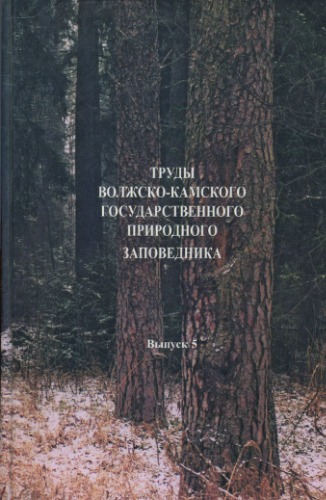 ТРУДЫ
ВОЛЖСКО-КАМСКОГО
ГОСУДАРСТВЕННОГО
ПРИРОДНОГО
ЗАПОВЕДНИКА
Выпуск 5